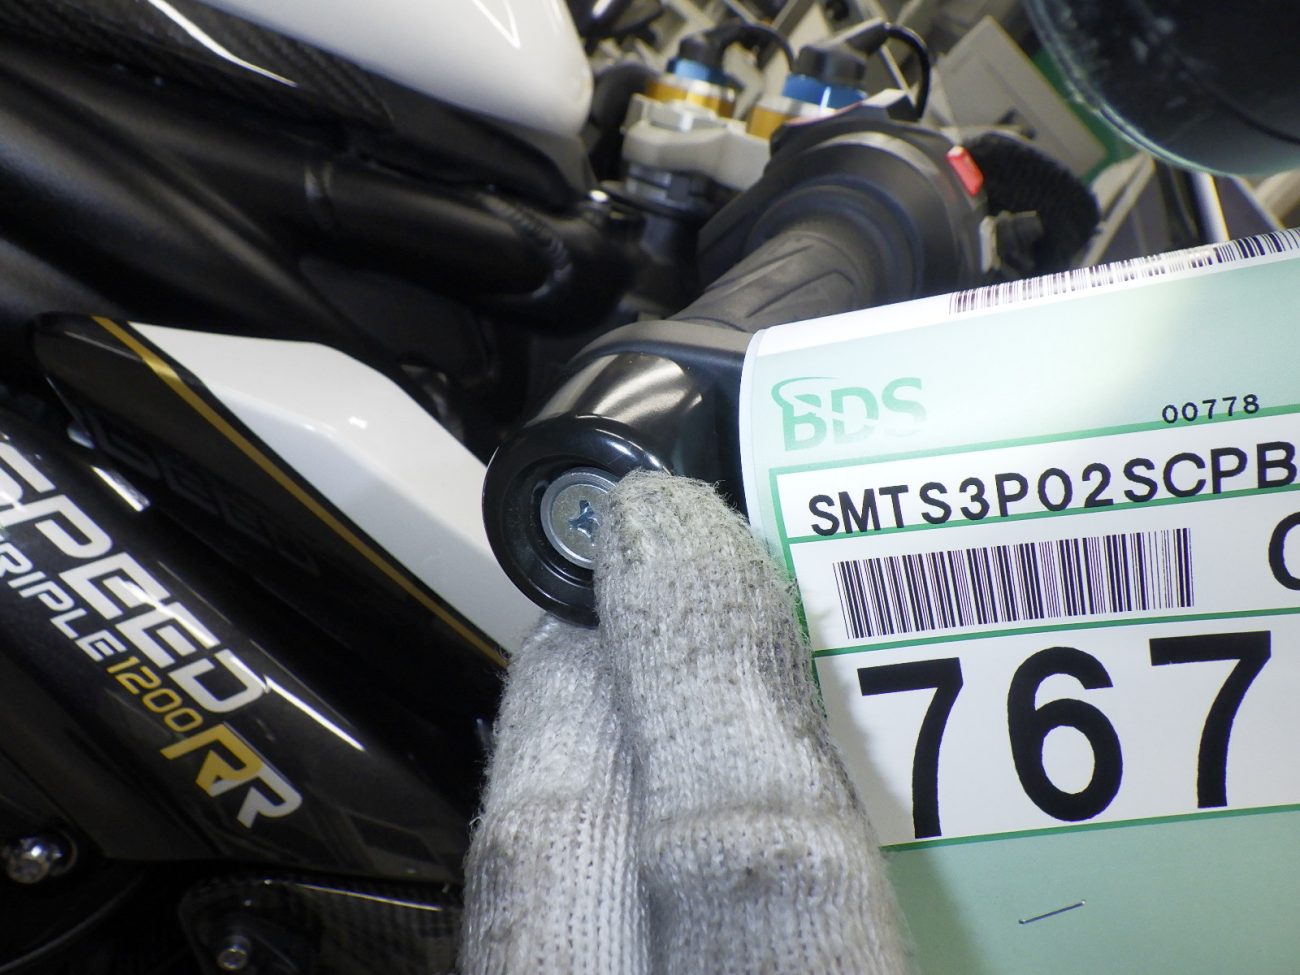 BDS
00778
SMTS3P02SCPB
767
SPEED
TRIPLE 1200
RR